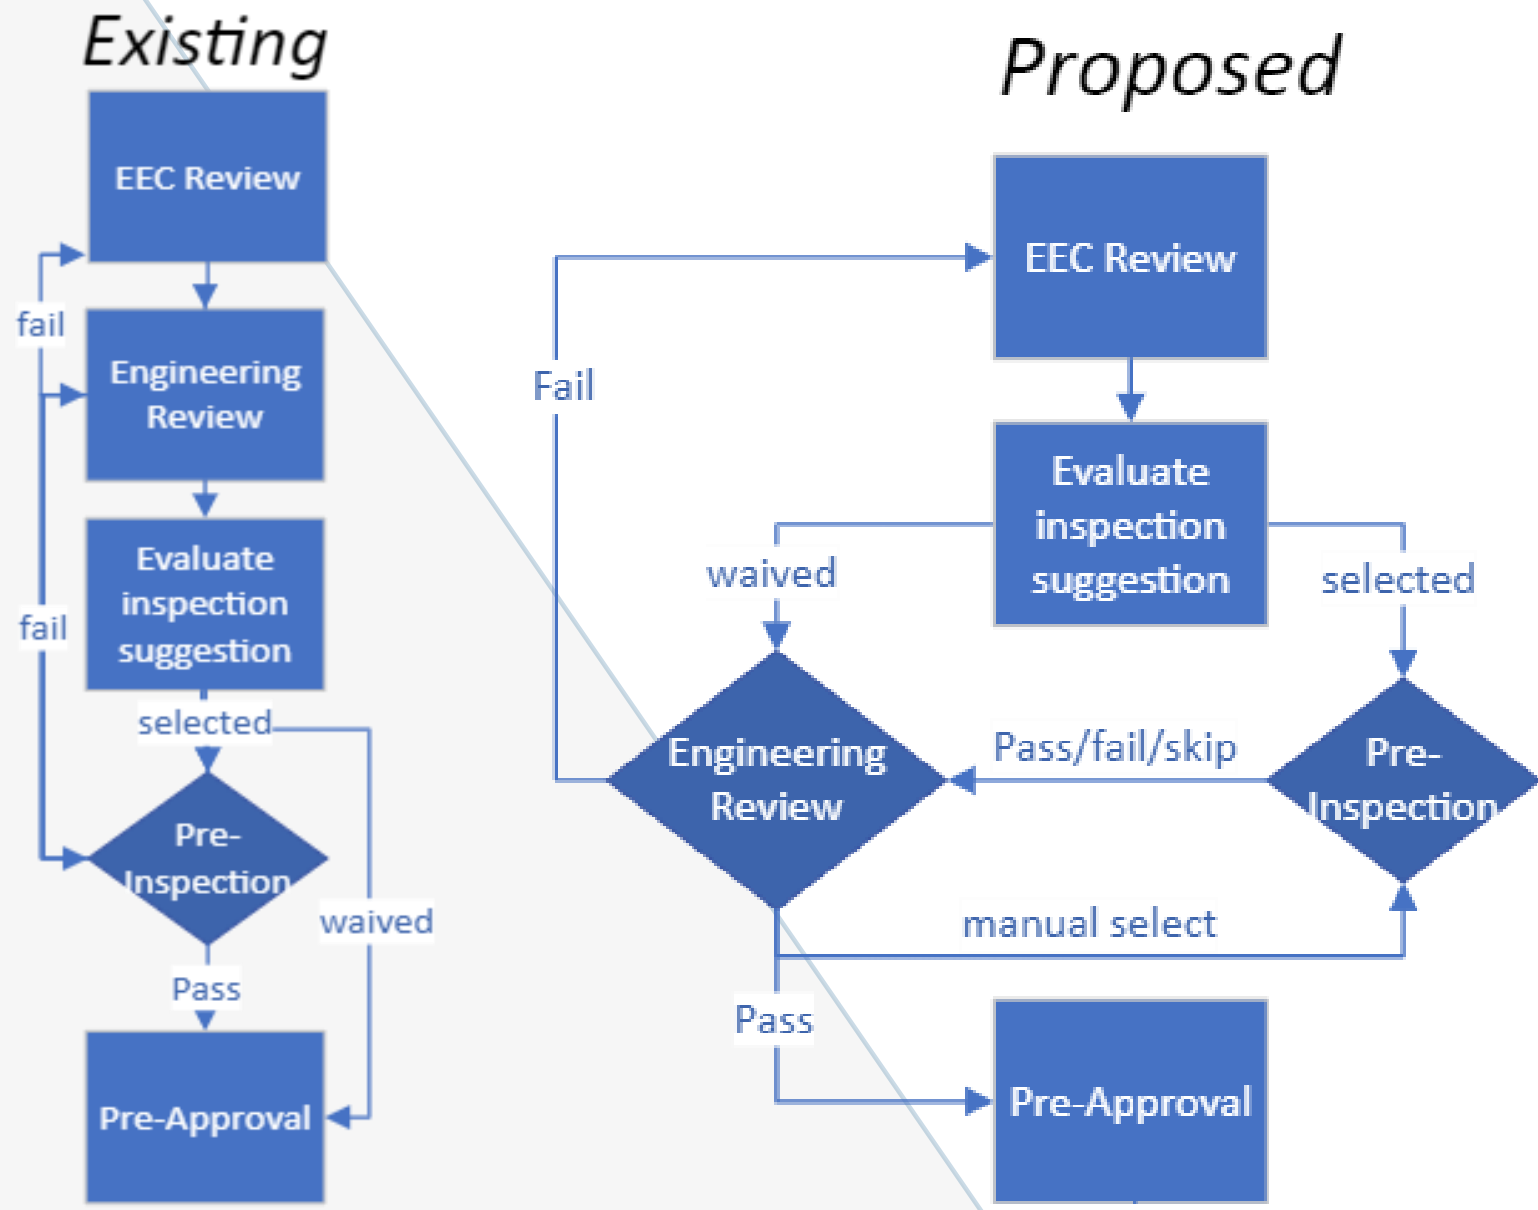 Existing
EEC Review
fail
Engineering
Review
Evaluate
inspection
suggestion
fail
selected
Pre-
Inspection
waived
Pass
Pre-Approval
Proposed
EEC Review
Fail
Evaluate
inspection
suggestion
waived
selected
Engineering
Review
Pass/fail/skip
Pre-
Inspection
manual select
Pass
Pre-Approval